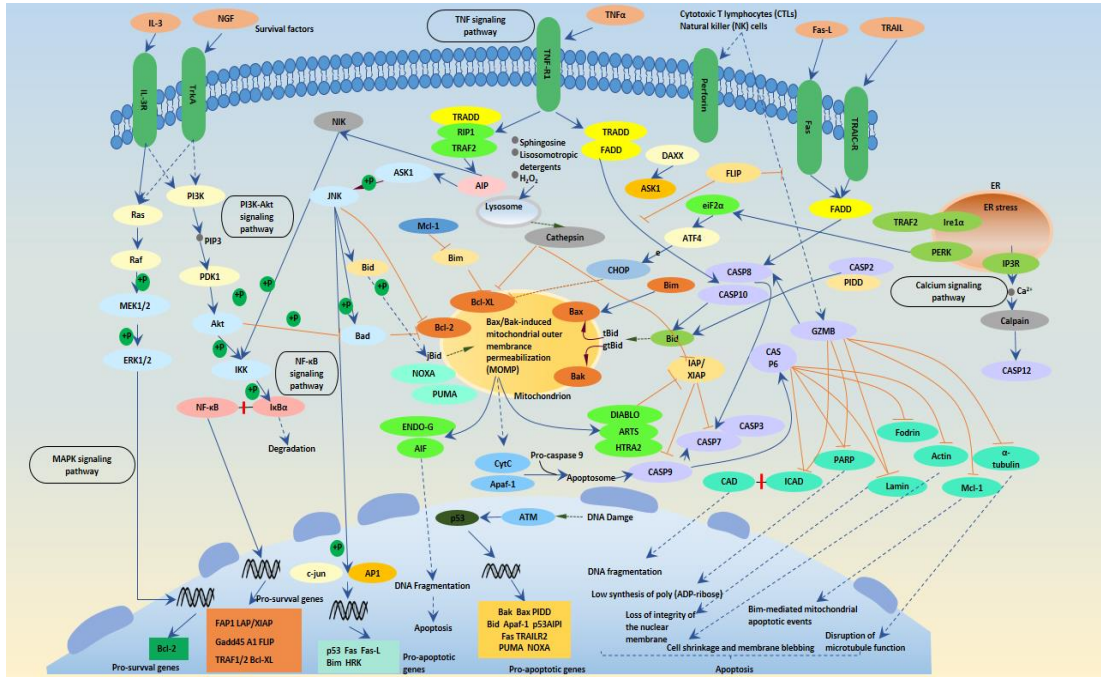 IL-3
NGF
Survival factors
TNF signaling
pathway
TNFα
Cytotoxic T lymphocytes (CTLs)
Natural killer (NK) cells
Fas-L
TRAIL
IL-3R
TrkA
TNF-R1
Perforin
Fas
TRAIC-R
NIK
TRADD
RIP1
TRAF2
TRADD
FADD
Sphingosine
Lisosomotropic
detergents
H₂O₂
DAXX
ASK1
FLIP
ER
ER stress
JNK
+P
ASK1
AIP
Lysosome
eiF2α
FADD
TRAF2
Ire1α
PERK
IP3R
Ras
PI3K
PI3K-Akt
signaling
pathway
PIP3
Mcl-1
Cathepsin
ATF4
e
Raf
PDK1
Bid
Bim
CHOP
CASP8
CASP10
CASP2
PIDD
Calcium signaling
pathway
Ca²⁺
+P
+P
+P
+P
MEK1/2
Akt
Bcl-XL
Bim
Bax
Calpain
+P
+P
Bad
Bcl-2
Bax/Bak-induced
mitochondrial outer
membrance
permeabilization
(MOMP)
tBid
gtBid
Bid
GZMB
ERK1/2
IKK
NF-κB
signaling
pathway
jBid
Bak
IAP/
XIAP
CAS
P6
CASP12
+P
NOXA
PUMA
Mitochondrion
NF-κB
IκBα
Degradation
ENDO-G
AIF
DIABLO
ARTS
HTRA2
CASP7
CASP3
Fodrin
Actin
α-
tubulin
MAPK signaling
pathway
CytC
Apaf-1
Pro-caspase 9
Apoptosome
CASP9
CAD
ICAD
PARP
Lamin
Mcl-1
p53
ATM
DNA Damge
+P
c-jun
AP1
DNA Fragmentation
Apoptosis
DNA fragmentation
Low synthesis of poly (ADP-ribose)
Loss of integrity of
the nuclear
membrane
Bim-mediated mitochondrial
apoptotic events
Disruption of
microtubule function
Cell shrinkage and membrane blebbing
Apoptosis
Pro-survval genes
FAP1 LAP/XIAP
Gadd45 A1 FLIP
TRAF1/2 Bcl-XL
Bcl-2
Pro-survval genes
p53 Fas Fas-L
Bim HRK
Pro-apoptotic
genes
Bak Bax PIDD
Bid Apaf-1 p53AIPI
Fas TRAILR2
PUMA NOXA
Pro-apoptotic genes